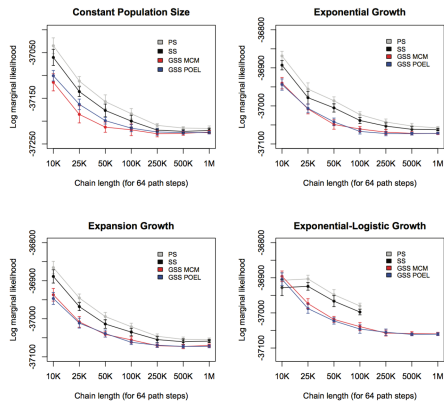 Constant Population Size
Log marginal likelihood
-37050
-37150
-37250
PS
SS
GSS MCM
GSS POEL
10K 25K 50K 100K 250K 500K 1M
Chain length (for 64 path steps)
Exponential Growth
Log marginal likelihood
-36800
-36900
-37000
-37100
PS
SS
GSS MCM
GSS POEL
10K 25K 50K 100K 250K 500K 1M
Chain length (for 64 path steps)
Expansion Growth
Log marginal likelihood
-36800
-36900
-37000
-37100
PS
SS
GSS MCM
GSS POEL
10K 25K 50K 100K 250K 500K 1M
Chain length (for 64 path steps)
Exponential-Logistic Growth
Log marginal likelihood
-36800
-36900
-37000
-37100
PS
SS
GSS MCM
GSS POEL
10K 25K 50K 100K 250K 500K 1M
Chain length (for 64 path steps)